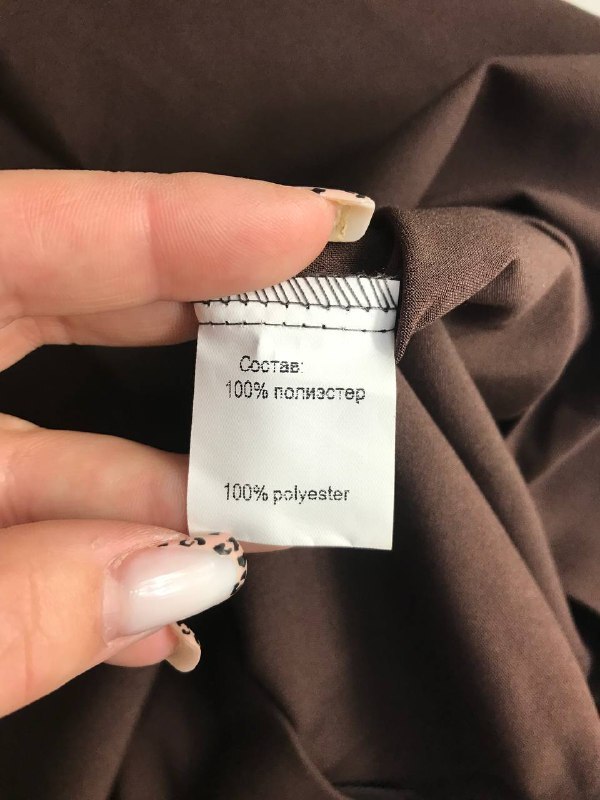 Состав:
100% полиэстер
100% polyester